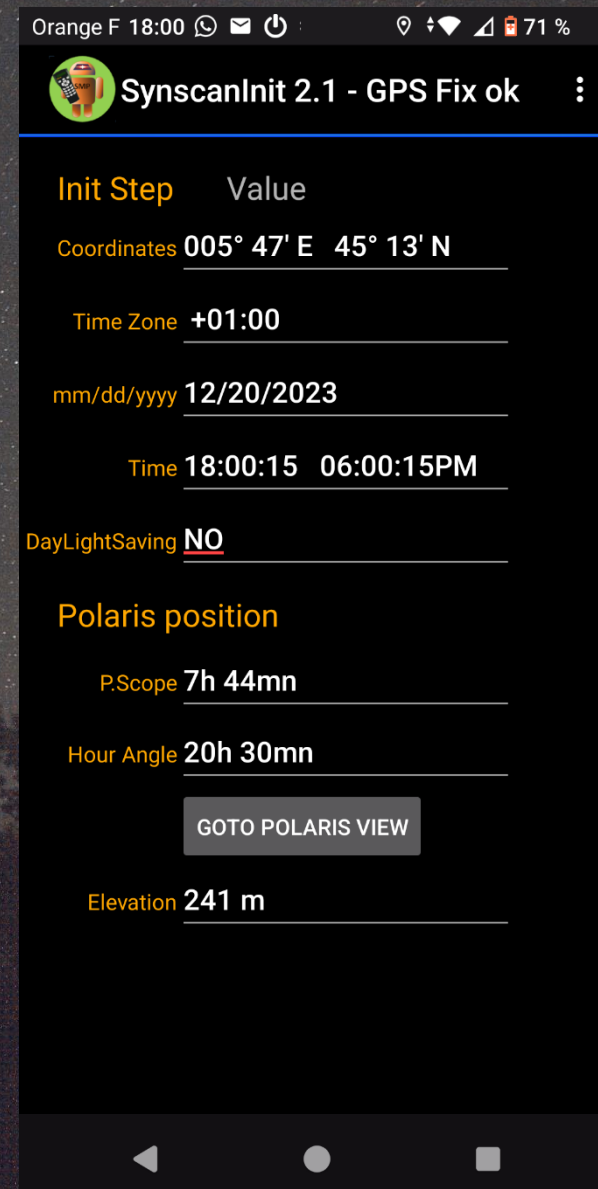 Orange F 18:00 71 %
SynscanInit 2.1 - GPS Fix ok
Init Step Value
Coordinates 005° 47' E 45° 13' N
Time Zone +01:00
mm/dd/yyyy 12/20/2023
Time 18:00:15 06:00:15PM
DayLightSaving NO
Polaris position
P.Scope 7h 44mn
Hour Angle 20h 30mn
GOTO POLARIS VIEW
Elevation 241 m